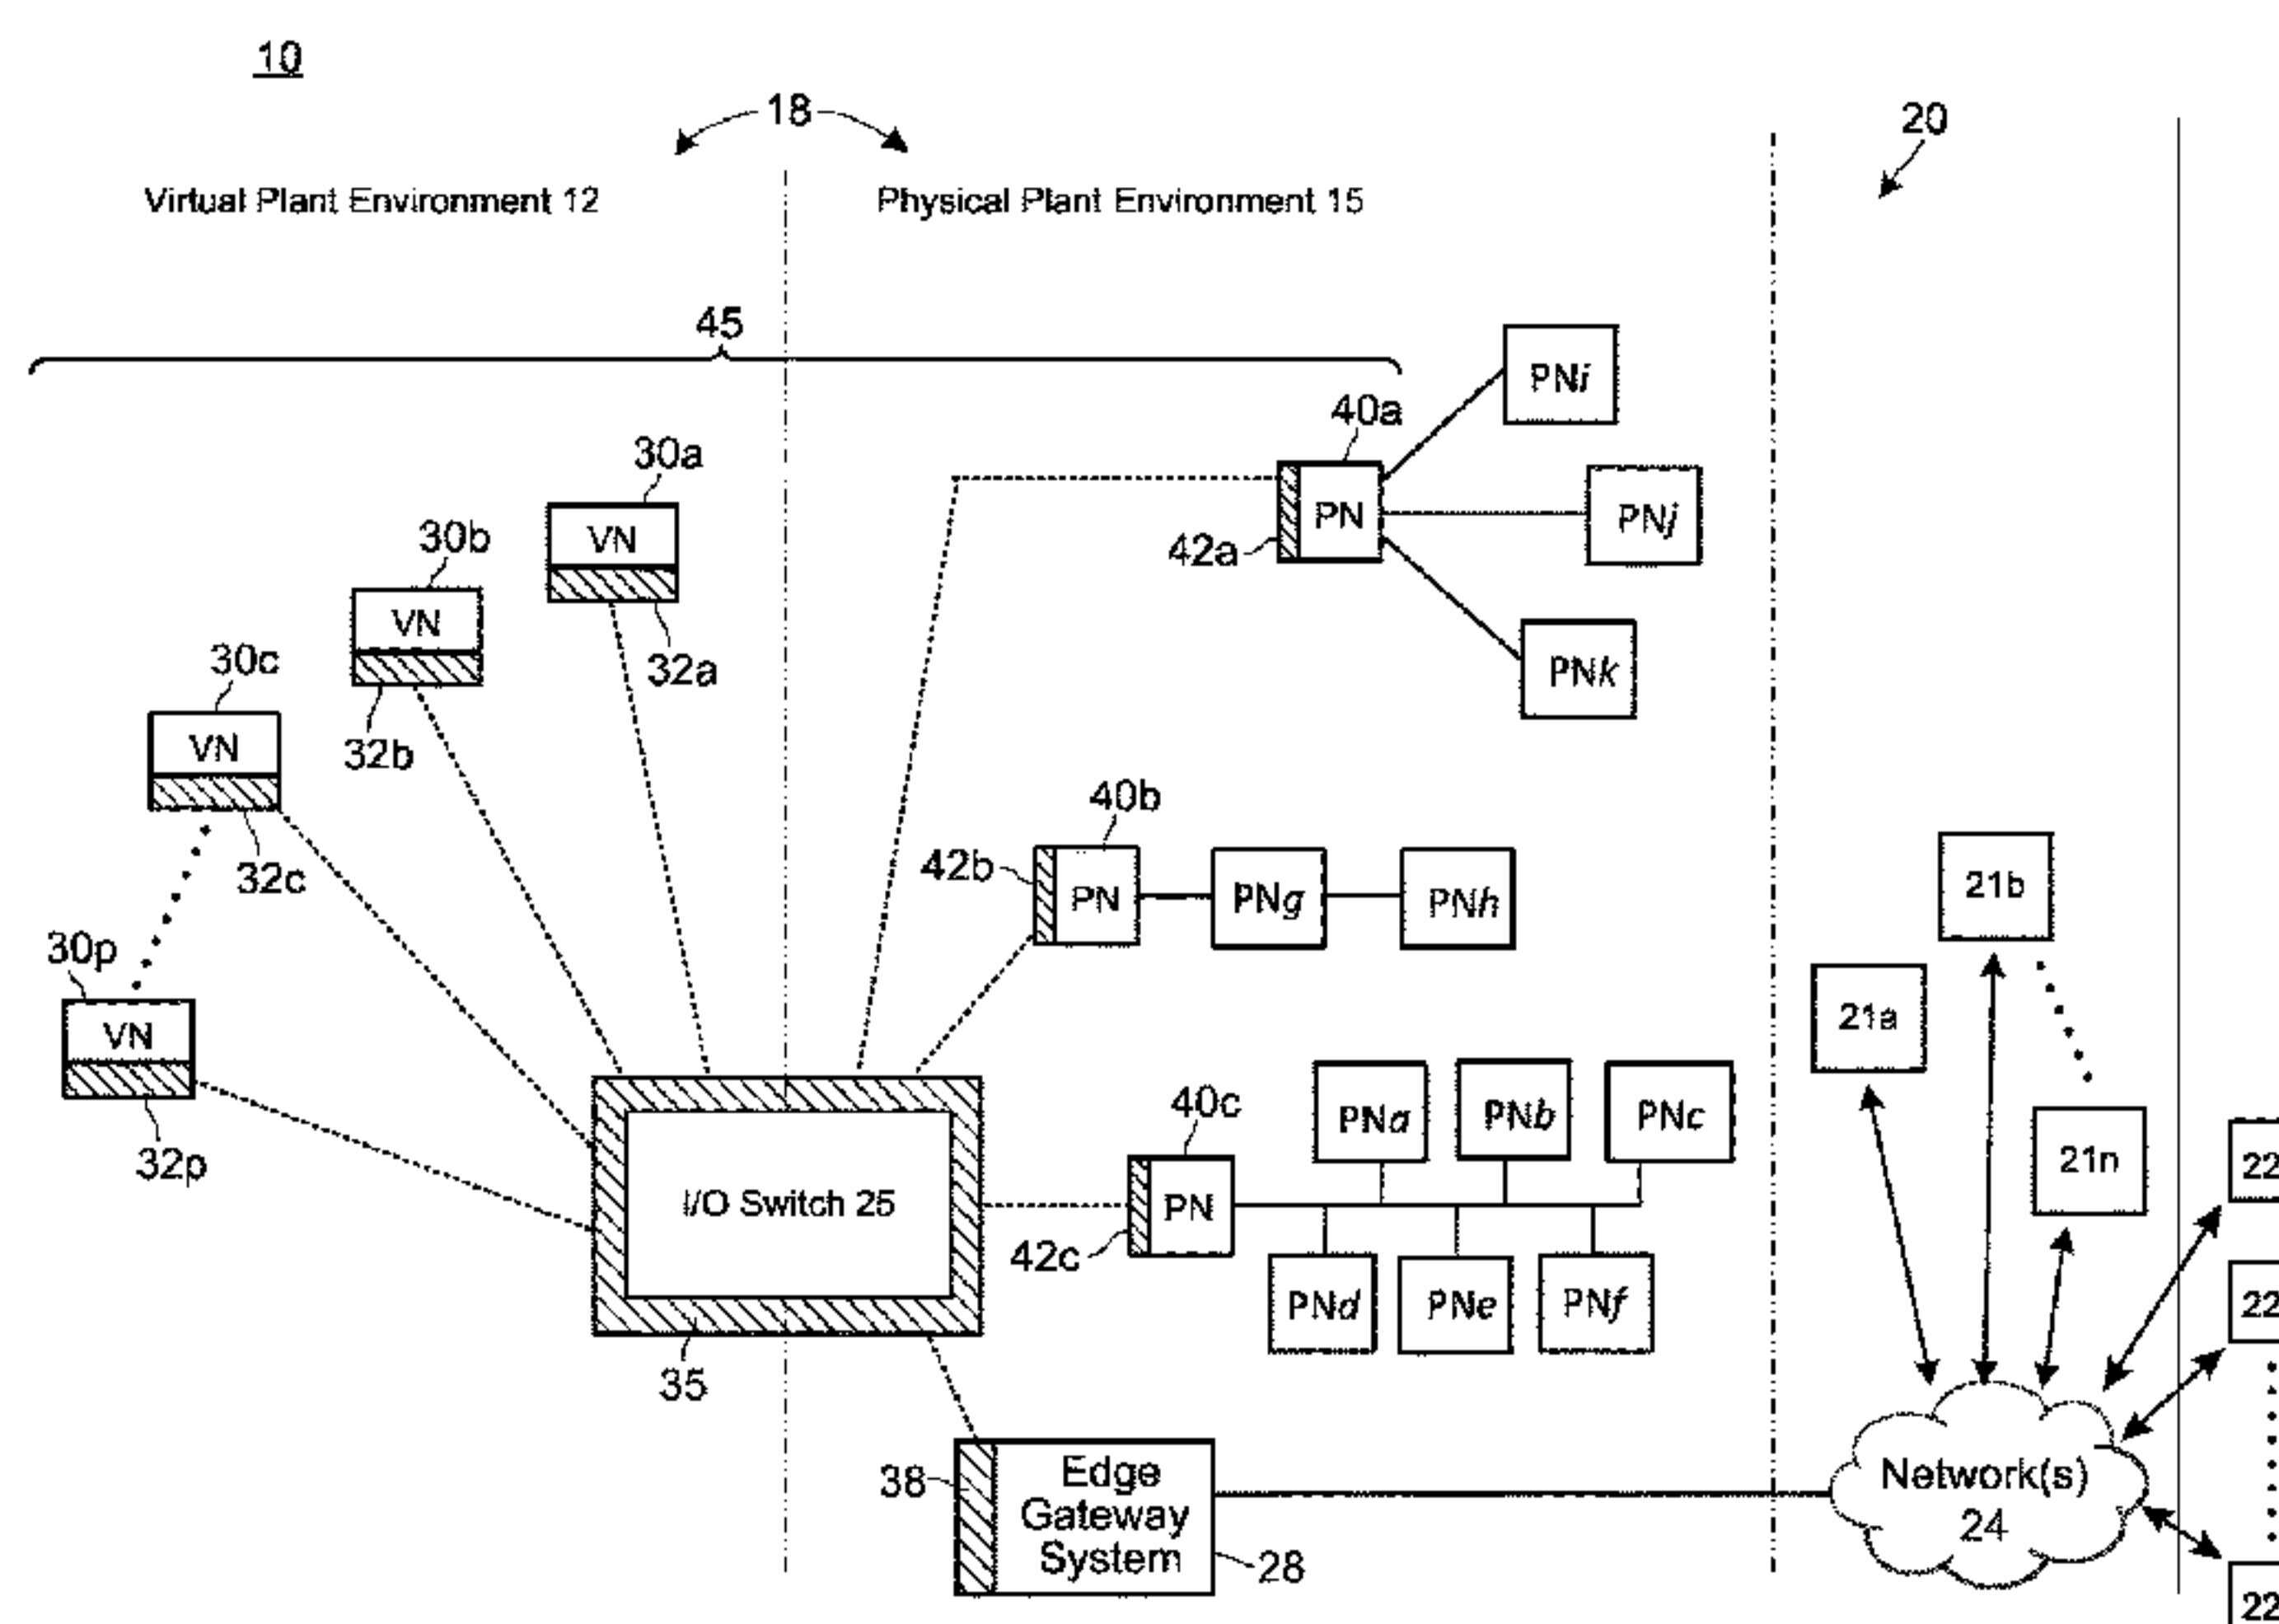 10
18
20
Virtual Plant Environment 12
Physical Plant Environment 15
45
PNi
40a
30a
PN
PNj
42a
VN
30b
VN
32a
PNk
30c
32b
VN
40b
32c
42b
PN
PNg
PNh
21b
30p
21a
VN
40c
PNa
PNb
PNc
32p
21n
22
I/O Switch 25
PN
42c
PNd
PNe
PNf
22
35
38
Edge
Gateway
System
28
Network(s)
24
22